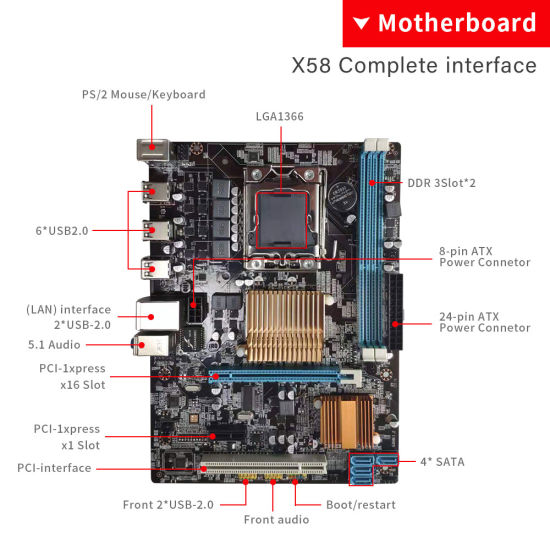 Motherboard
X58 Complete interface
PS/2 Mouse/Keyboard
LGA1366
DDR 3Slot*2
6*USB2.0
8-pin ATX
Power Connetor
(LAN) interface
2*USB-2.0
24-pin ATX
Power Connetor
5.1 Audio
PCI-1xpress
x16 Slot
PCI-1xpress
x1 Slot
PCI-interface
4* SATA
Front 2*USB-2.0
Boot/restart
Front audio